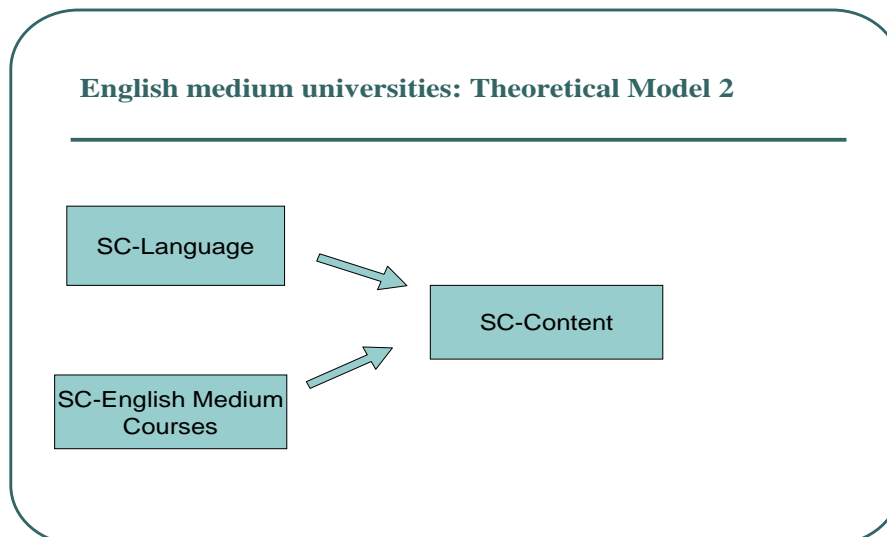 English medium universities: Theoretical Model 2
SC-Language
SC-Content
SC-English Medium
Courses